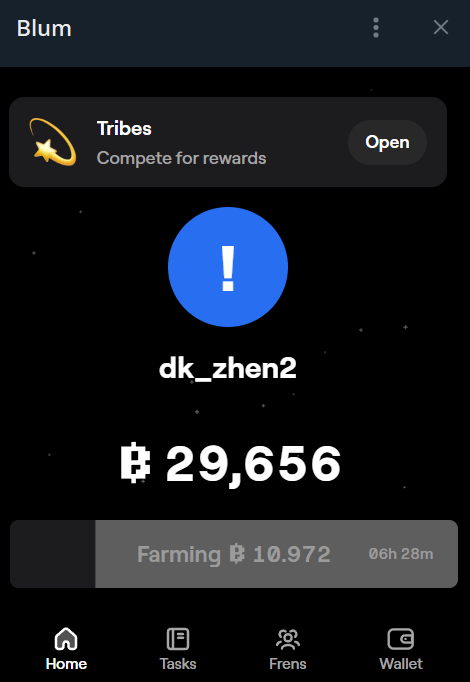 Blum
Tribes
Compete for rewards
Open
!
dk_zhen2
29,656
Farming 10.972
06h 28m
Home
Tasks
Frens
Wallet